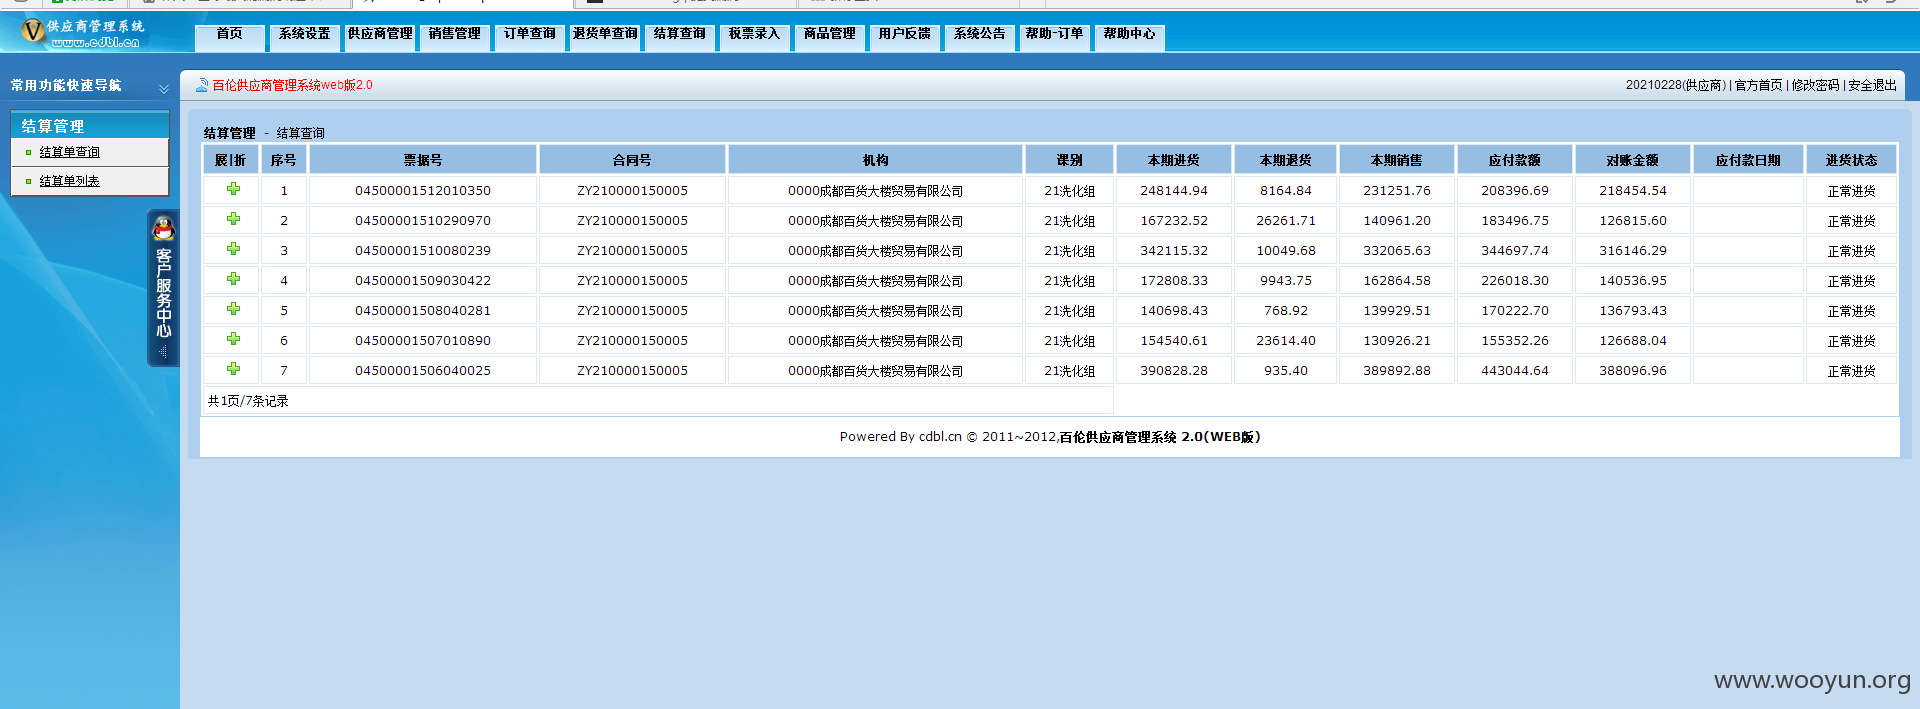 供应商管理系统
www.cdbl.cn
首页 系统设置 供应商管理 销售管理 订单查询 退货单查询 结算查询 税票录入 商品管理 用户反馈 系统公告 帮助-订单 帮助中心
常用功能快速导航
百伦供应商管理系统web版2.0
20210228(供应商) | 官方首页 | 修改密码 | 安全退出
结算管理
结算单查询
结算单列表
客户服务中心
结算管理 - 结算查询
展|折 序号 票据号 合同号 机构 课别 本期进货 本期退货 本期销售 应付款额 对账金额 应付款日期 进货状态
1 04500001512010350 ZY210000150005 0000成都百货大楼贸易有限公司 21洗化组 248144.94 8164.84 231251.76 208396.69 218454.54 正常进货
2 04500001510290970 ZY210000150005 0000成都百货大楼贸易有限公司 21洗化组 167232.52 26261.71 140961.20 183496.75 126815.60 正常进货
3 04500001510080239 ZY210000150005 0000成都百货大楼贸易有限公司 21洗化组 342115.32 10049.68 332065.63 344697.74 316146.29 正常进货
4 04500001509030422 ZY210000150005 0000成都百货大楼贸易有限公司 21洗化组 172808.33 9943.75 162864.58 226018.30 140536.95 正常进货
5 04500001508040281 ZY210000150005 0000成都百货大楼贸易有限公司 21洗化组 140698.43 768.92 139929.51 170222.70 136793.43 正常进货
6 04500001507010890 ZY210000150005 0000成都百货大楼贸易有限公司 21洗化组 154540.61 23614.40 130926.21 155352.26 126688.04 正常进货
7 04500001506040025 ZY210000150005 0000成都百货大楼贸易有限公司 21洗化组 390828.28 935.40 389892.88 443044.64 388096.96 正常进货
共1页/7条记录
Powered By cdbl.cn © 2011~2012,百伦供应商管理系统 2.0(WEB版)
www.wooyun.org